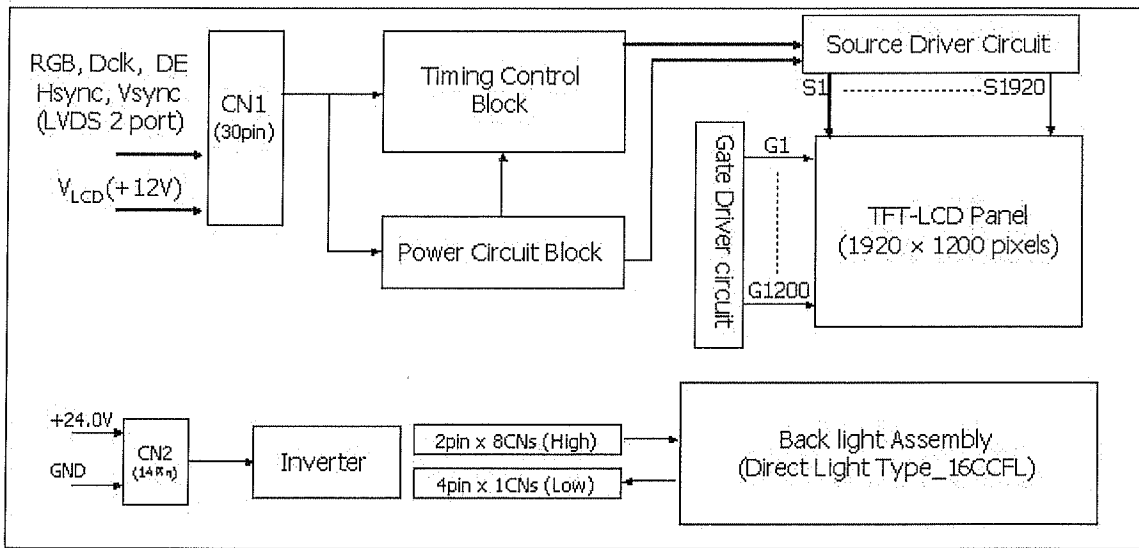 RGB, Dclk, DE
Hsync, Vsync
(LVDS 2 port)
VLCD(+12V)
CN1
(30pin)
Timing Control
Block
Power Circuit Block
Source Driver Circuit
S1
S1920
Gate Driver circuit
G1
G1200
TFT-LCD Panel
(1920 × 1200 pixels)
+24.0V
GND
CN2
Inverter
2pin x 8CNs (High)
4pin x 1CNs (Low)
Back light Assembly
(Direct Light Type_16CCFL)